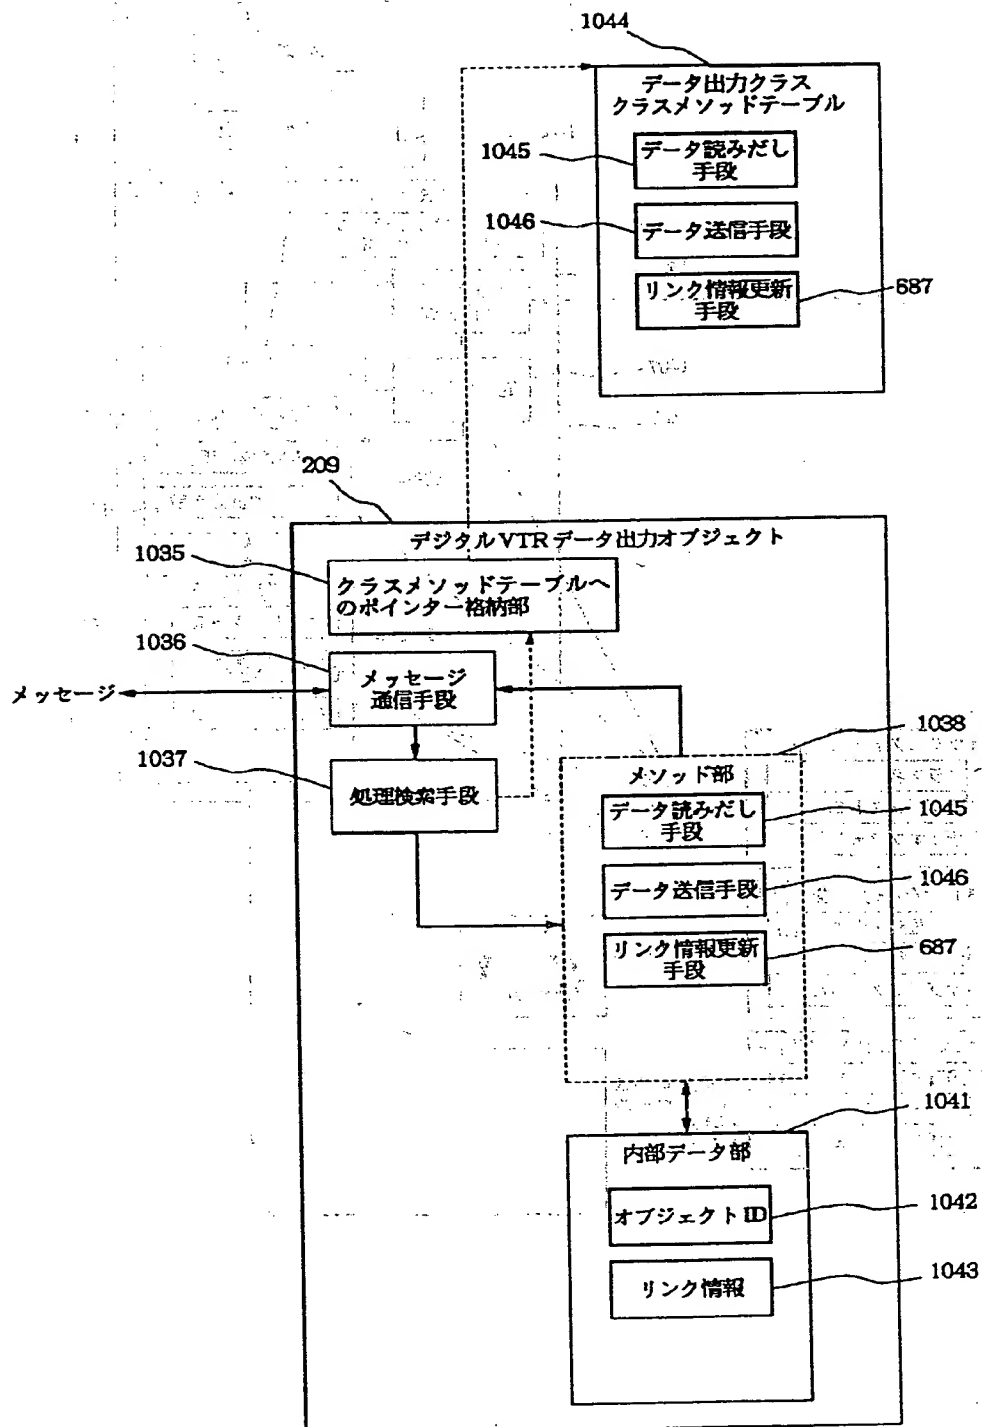 1044
データ出力クラス
クラスメソッドテーブル
1045
データ読みだし
手段
1046
データ送信手段
リンク情報更新
手段
687
209
デジタルVTRデータ出力オブジェクト
1035
クラスメソッドテーブルへ
のポインター格納部
1036
メッセージ
メッセージ
通信手段
1037
処理検索手段
1038
メソッド部
データ読みだし
手段
1045
データ送信手段
1046
リンク情報更新
手段
687
1041
内部データ部
オブジェクトID
1042
リンク情報
1043